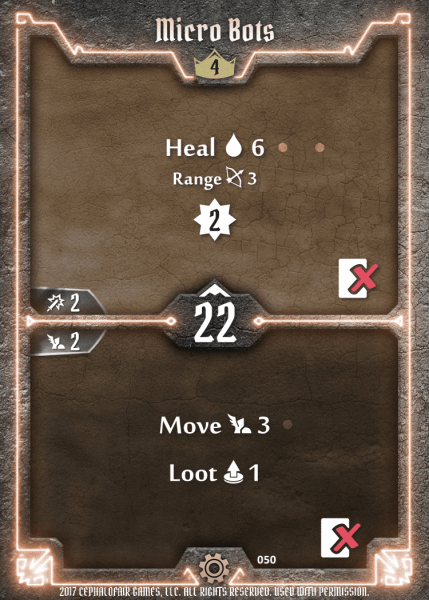 Micro Bots
4
Heal 6
Range 3
2
2
22
2
Move 3
Loot 1
050
2017 CEPHALOFAIR GAMES, LLC. ALL RIGHTS RESERVED. USED WITH PERMISSION.